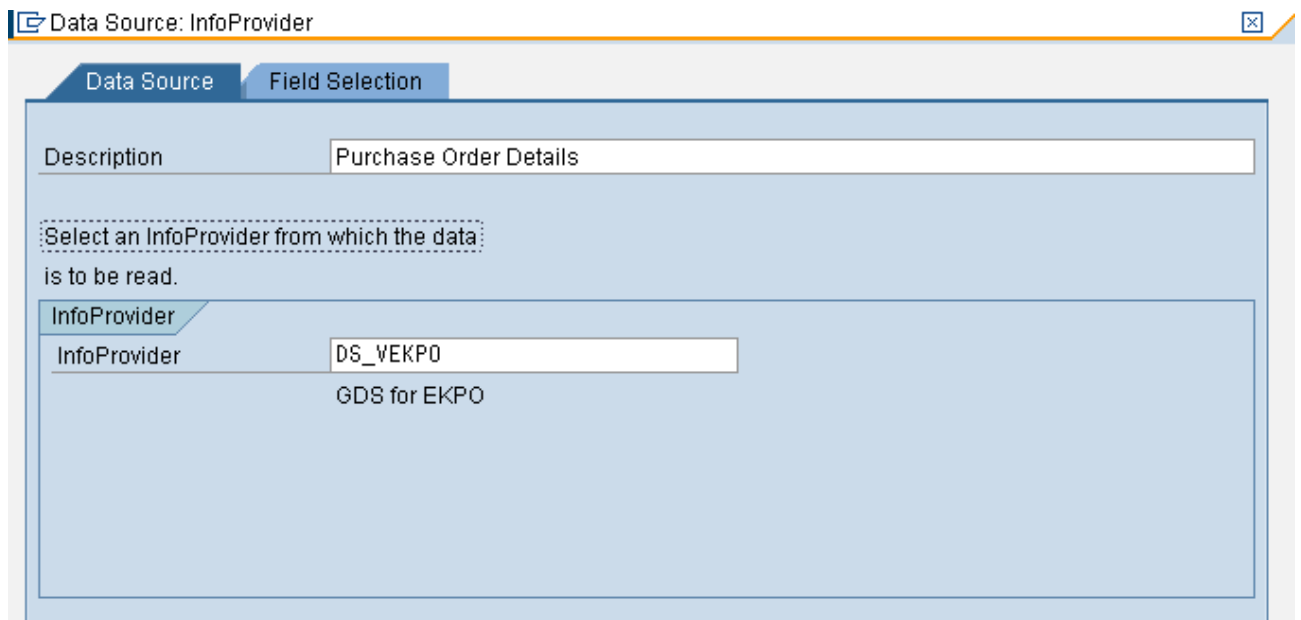 Data Source: InfoProvider
Data Source Field Selection
Description Purchase Order Details
Select an InfoProvider from which the data
is to be read.
InfoProvider
InfoProvider DS_VEKPO
GDS for EKPO